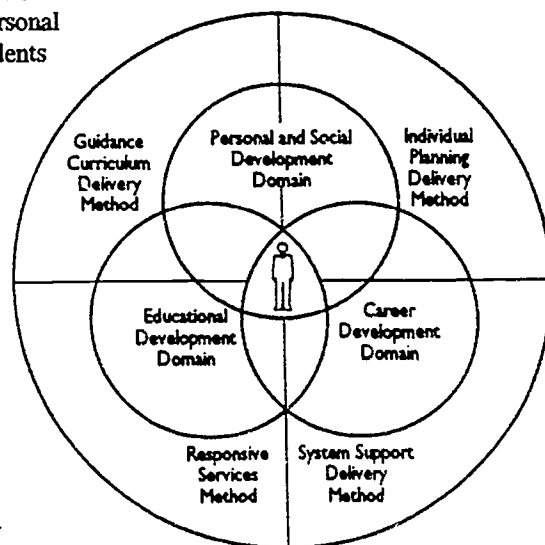 ersonal
dents
Guidance
Curriculum
Delivery
Method
Personal and Social
Development
Domain
Individual
Planning
Delivery
Method
Educational
Development
Domain
Career
Development
Domain
Responsive
Services
Method
System Support
Delivery
Method